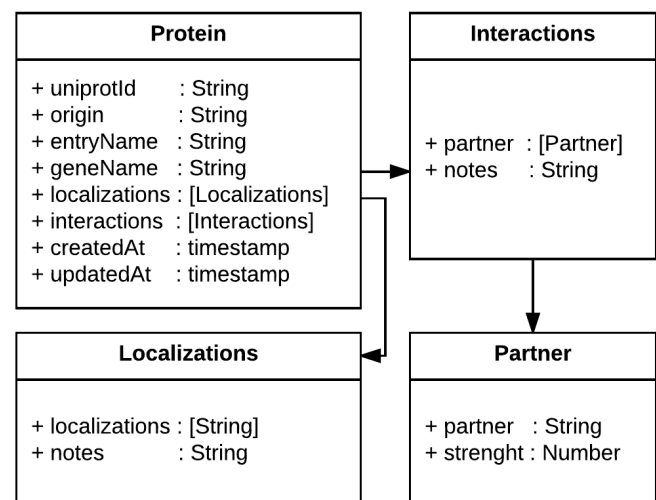 Protein
+ uniprotId : String
+ origin : String
+ entryName : String
+ geneName : String
+ localizations : [Localizations]
+ interactions : [Interactions]
+ createdAt : timestamp
+ updatedAt : timestamp
Interactions
+ partner : [Partner]
+ notes : String
Localizations
+ localizations : [String]
+ notes : String
Partner
+ partner : String
+ strenght : Number